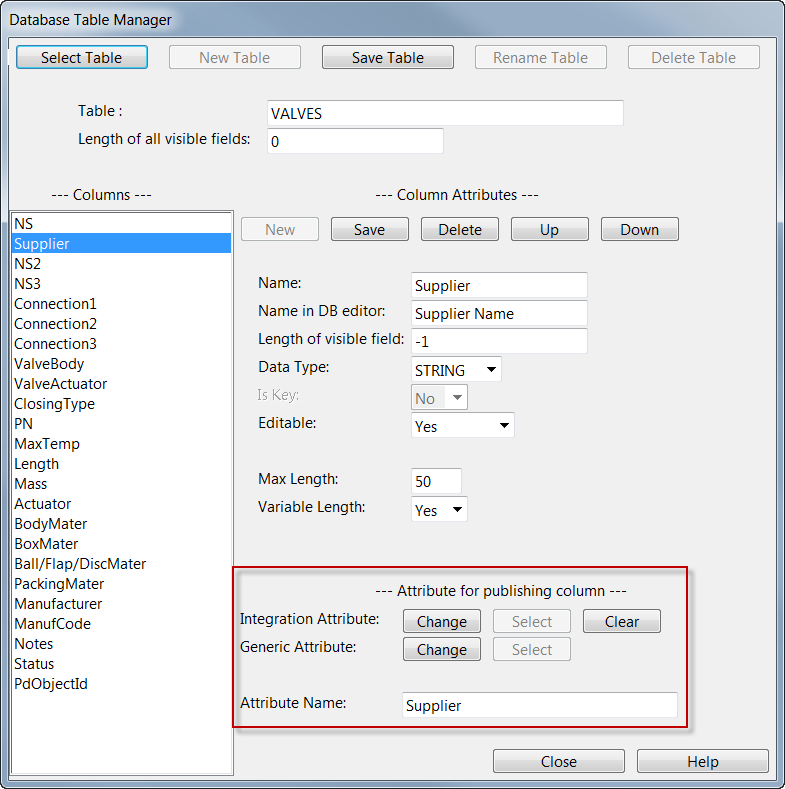 Database Table Manager
Select Table New Table Save Table Rename Table Delete Table
Table : VALVES
Length of all visible fields: 0
--- Columns ---
NS
Supplier
NS2
NS3
Connection1
Connection2
Connection3
ValveBody
ValveActuator
ClosingType
PN
MaxTemp
Length
Mass
Actuator
BodyMater
BoxMater
Ball/Flap/DiscMater
PackingMater
Manufacturer
ManufCode
Notes
Status
PdObjectId
--- Column Attributes ---
New Save Delete Up Down
Name: Supplier
Name in DB editor: Supplier Name
Length of visible field: -1
Data Type: STRING
Is Key: No
Editable: Yes
Max Length: 50
Variable Length: Yes
--- Attribute for publishing column ---
Integration Attribute: Change Select Clear
Generic Attribute: Change Select
Attribute Name: Supplier
Close Help